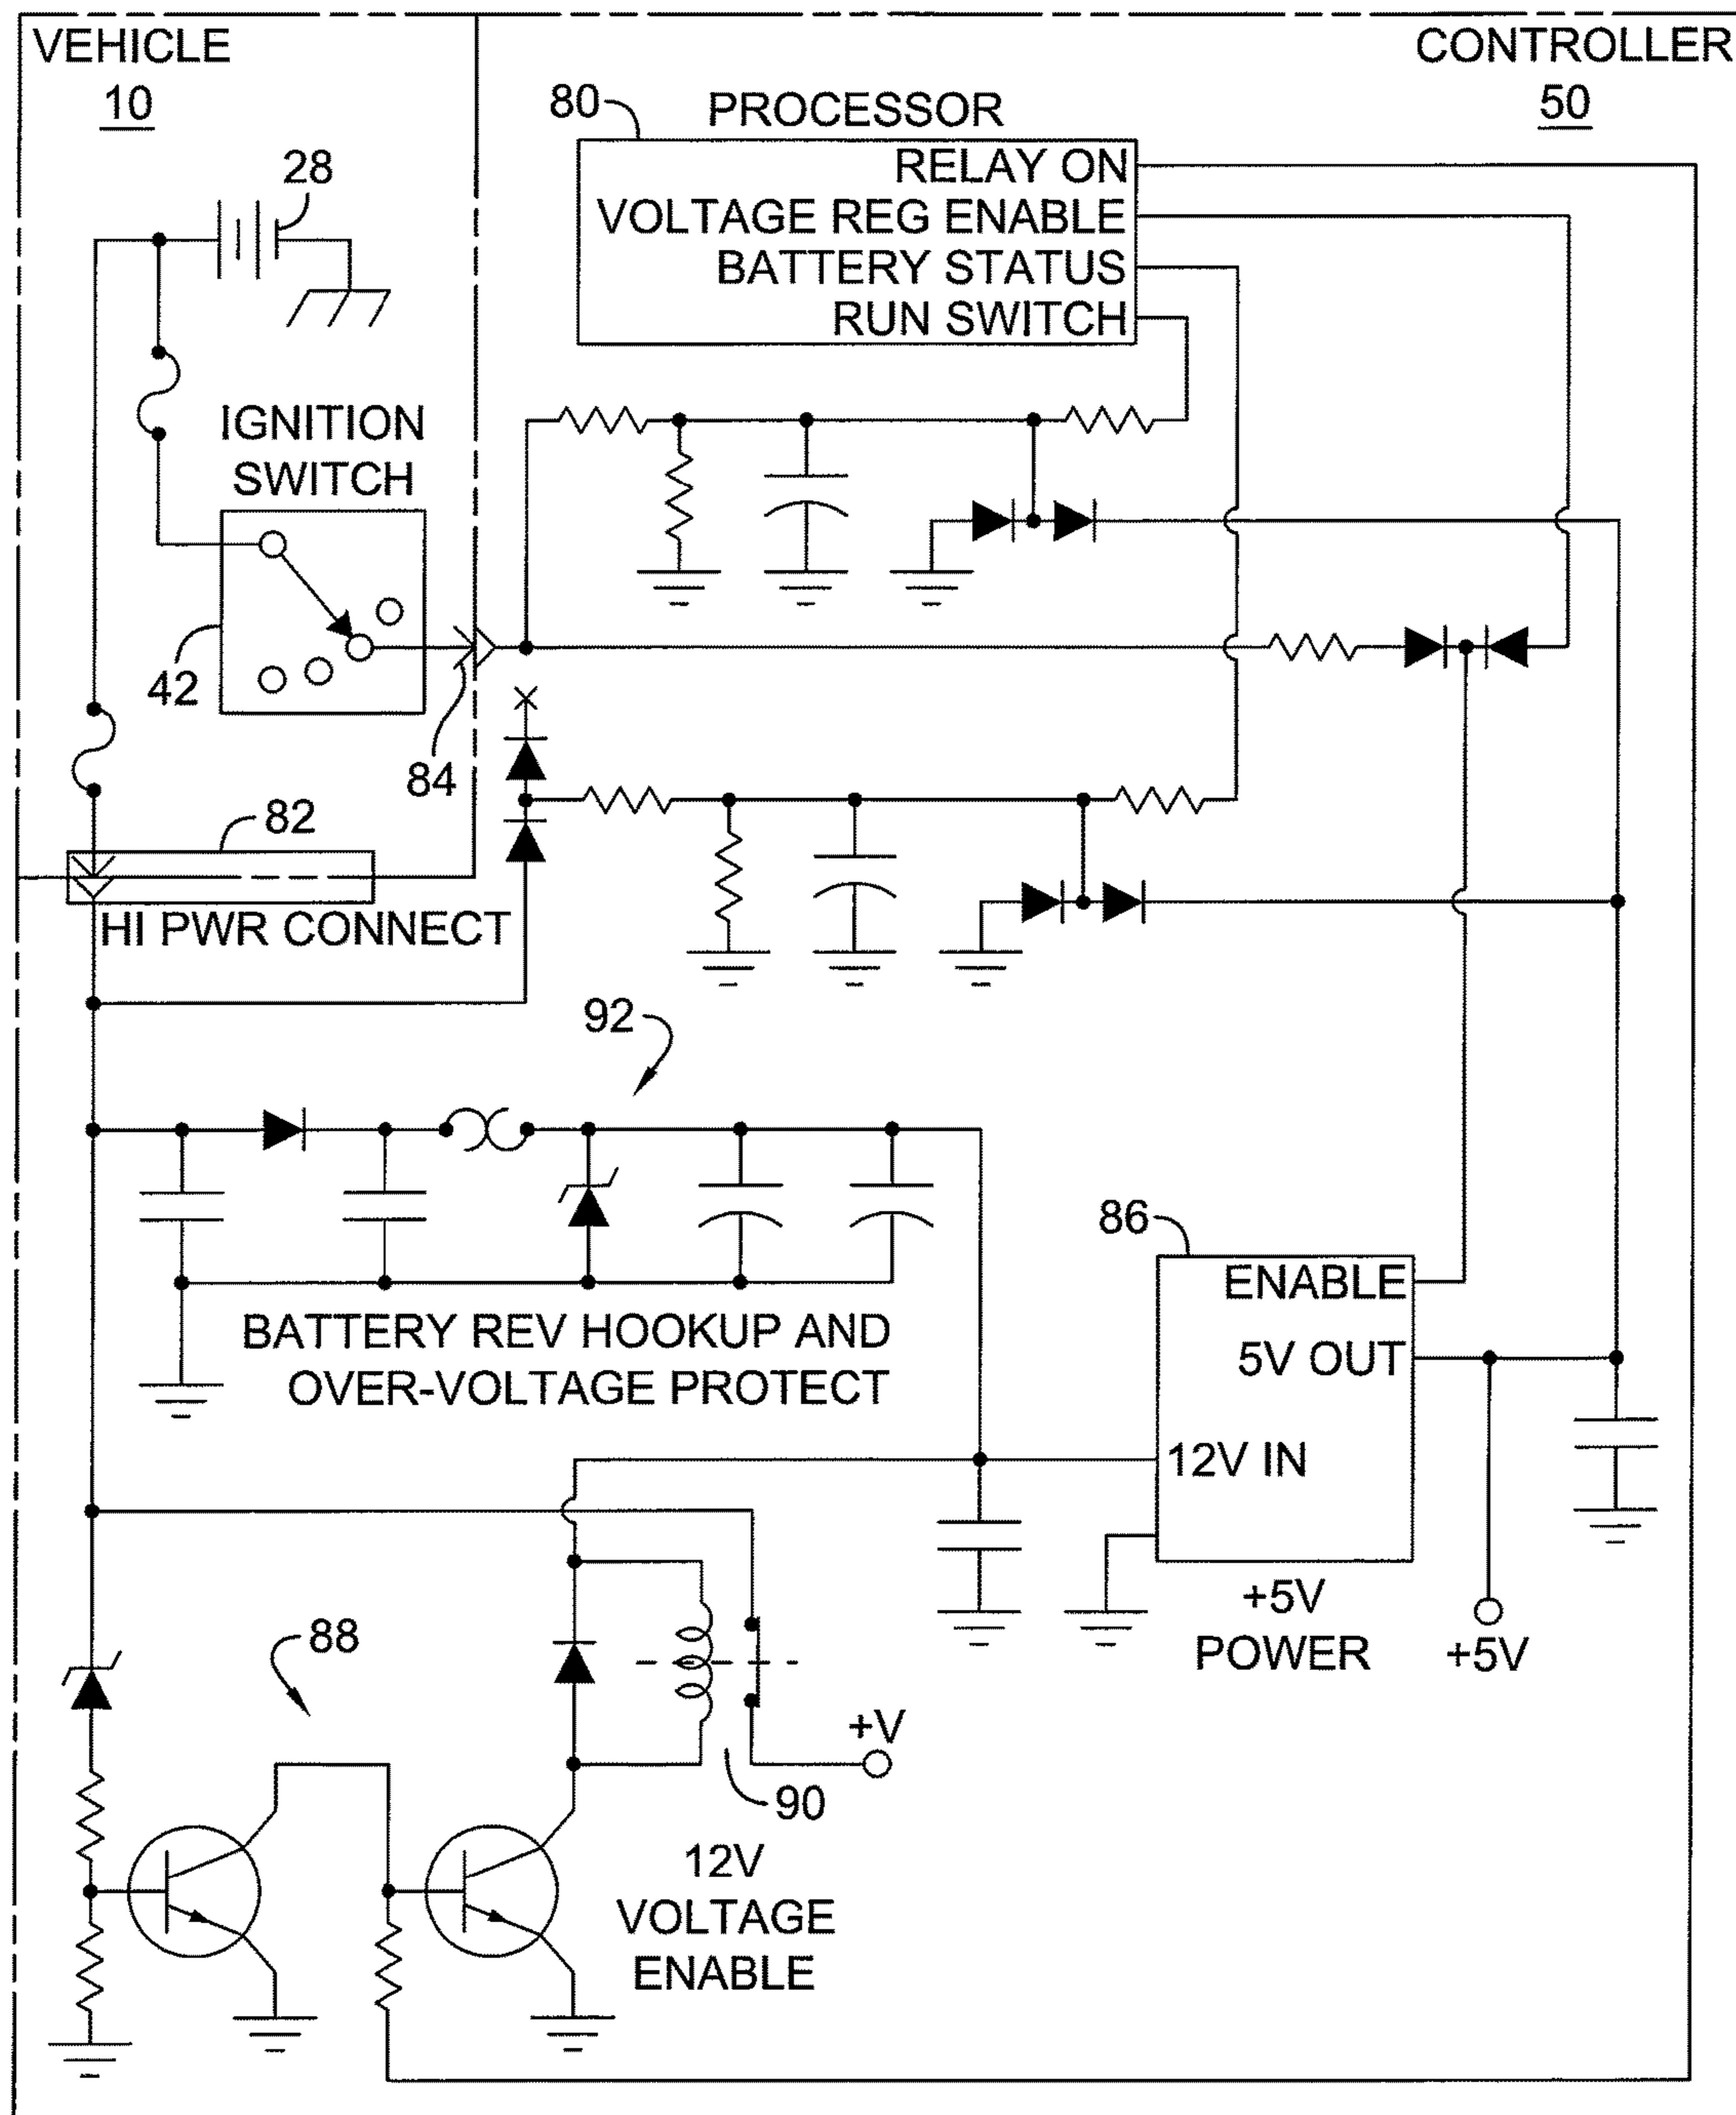 VEHICLE
10
CONTROLLER
50
80
PROCESSOR
RELAY ON
VOLTAGE REG ENABLE
BATTERY STATUS
RUN SWITCH
28
IGNITION
SWITCH
42
84
82
HI PWR CONNECT
92
BATTERY REV HOOKUP AND
OVER-VOLTAGE PROTECT
86
ENABLE
5V OUT
12V IN
+5V
POWER
+5V
88
+V
90
12V
VOLTAGE
ENABLE